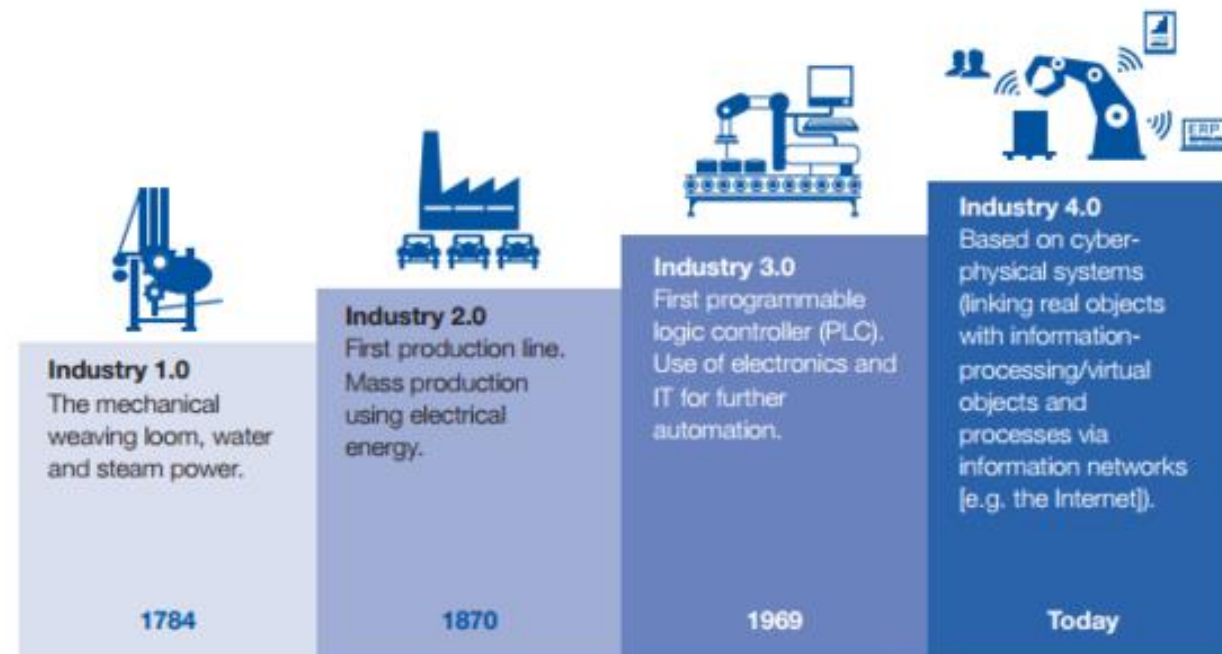 ERP
Industry 1.0
The mechanical
weaving loom, water
and steam power.
1784
Industry 2.0
First production line.
Mass production
using electrical
energy.
1870
Industry 3.0
First programmable
logic controller (PLC).
Use of electronics and
IT for further
automation.
1969
Industry 4.0
Based on cyber-
physical systems
(linking real objects
with information-
processing/virtual
objects and
processes via
information networks
[e.g. the Internet]).
Today